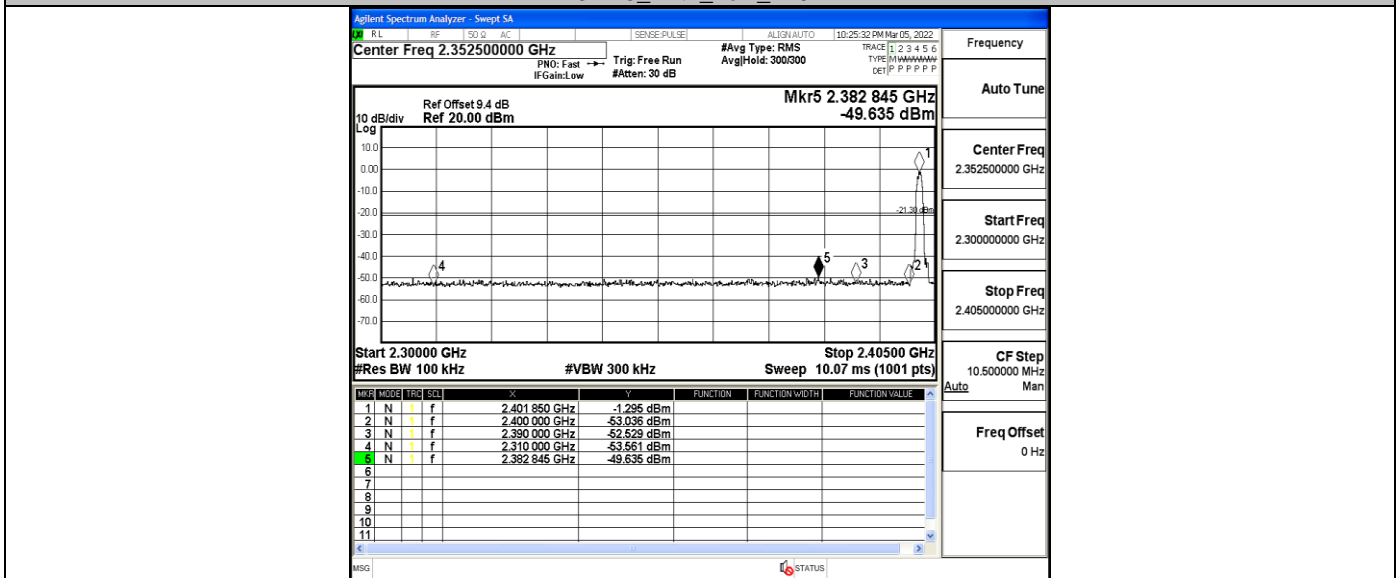 Agilent Spectrum Analyzer - Swept SA
LXI RL RF 50 Ω AC SENSE:PULSE ALIGN AUTO 10:25:32 PM Mar 05, 2022
Center Freq 2.352500000 GHz
PNO: Fast
IFGain:Low
Trig: Free Run
#Atten: 30 dB
#Avg Type: RMS
Avg|Hold: 300/300
TRACE 1 2 3 4 5 6
TYPE M WWWWW
DET P P P P P P
Ref Offset 9.4 dB
10 dB/div Ref 20.00 dBm
Log
Mkr5 2.382 845 GHz
-49.635 dBm
10.0
0.00
-10.0
-20.0
-30.0
-40.0
-50.0
-60.0
-70.0
-21.30 dBm
1
4
5
3
2
Start 2.30000 GHz Stop 2.40500 GHz
#Res BW 100 kHz #VBW 300 kHz Sweep 10.07 ms (1001 pts)
MKR MODE TRC SCL X Y FUNCTION FUNCTION WIDTH FUNCTION VALUE
1 N 1 f 2.401 850 GHz -1.295 dBm
2 N 1 f 2.400 000 GHz -53.036 dBm
3 N 1 f 2.390 000 GHz -52.529 dBm
4 N 1 f 2.310 000 GHz -53.561 dBm
5 N 1 f 2.382 845 GHz -49.635 dBm
6
7
8
9
10
11
MSG STATUS
Frequency
Auto Tune
Center Freq
2.352500000 GHz
Start Freq
2.300000000 GHz
Stop Freq
2.405000000 GHz
CF Step
10.500000 MHz
Auto Man
Freq Offset
0 Hz